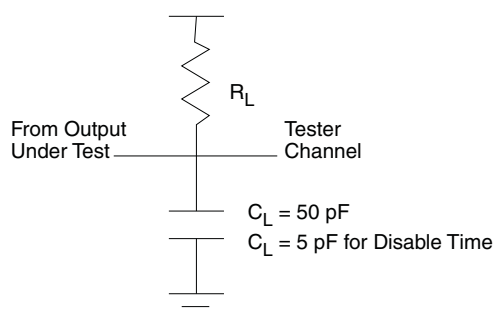 R_L
From Output
Under Test
Tester
Channel
C_L = 50 pF
C_L = 5 pF for Disable Time